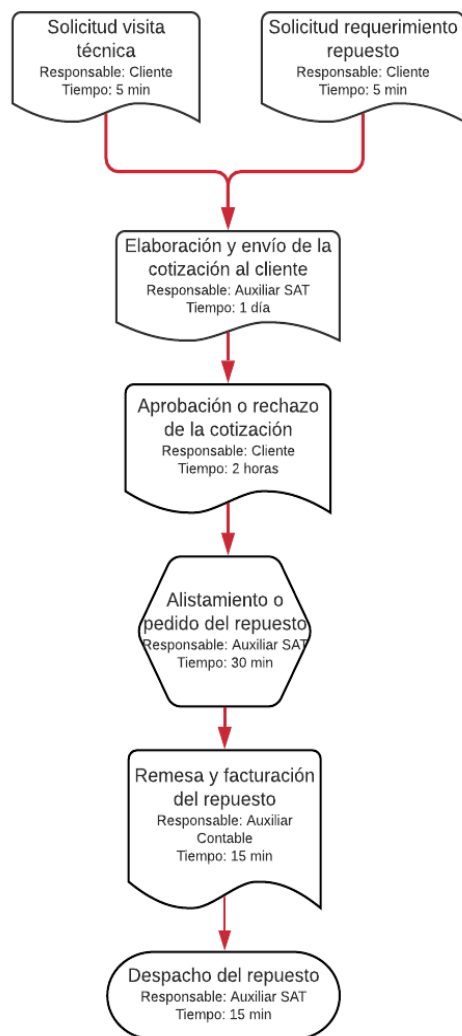 Solicitud visita
técnica
Responsable: Cliente
Tiempo: 5 min
Solicitud requerimiento
repuesto
Responsable: Cliente
Tiempo: 5 min
Elaboración y envío de la
cotización al cliente
Responsable: Auxiliar SAT
Tiempo: 1 día
Aprobación o rechazo
de la cotización
Responsable: Cliente
Tiempo: 2 horas
Alistamiento o
pedido del repuesto
Responsable: Auxiliar SAT
Tiempo: 30 min
Remesa y facturación
del repuesto
Responsable: Auxiliar
Contable
Tiempo: 15 min
Despacho del repuesto
Responsable: Auxiliar SAT
Tiempo: 15 min